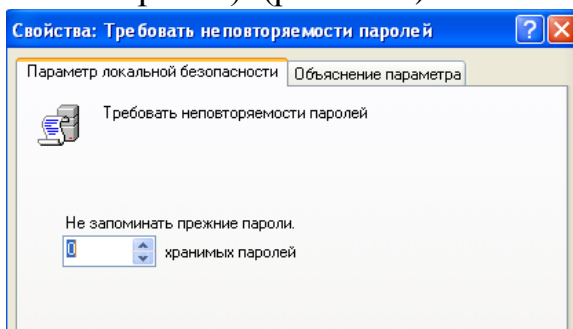 Свойства: Требовать неповторяемости паролей
Параметр локальной безопасности Объяснение параметра
Требовать неповторяемости паролей
Не запоминать прежние пароли.
0 хранимых паролей